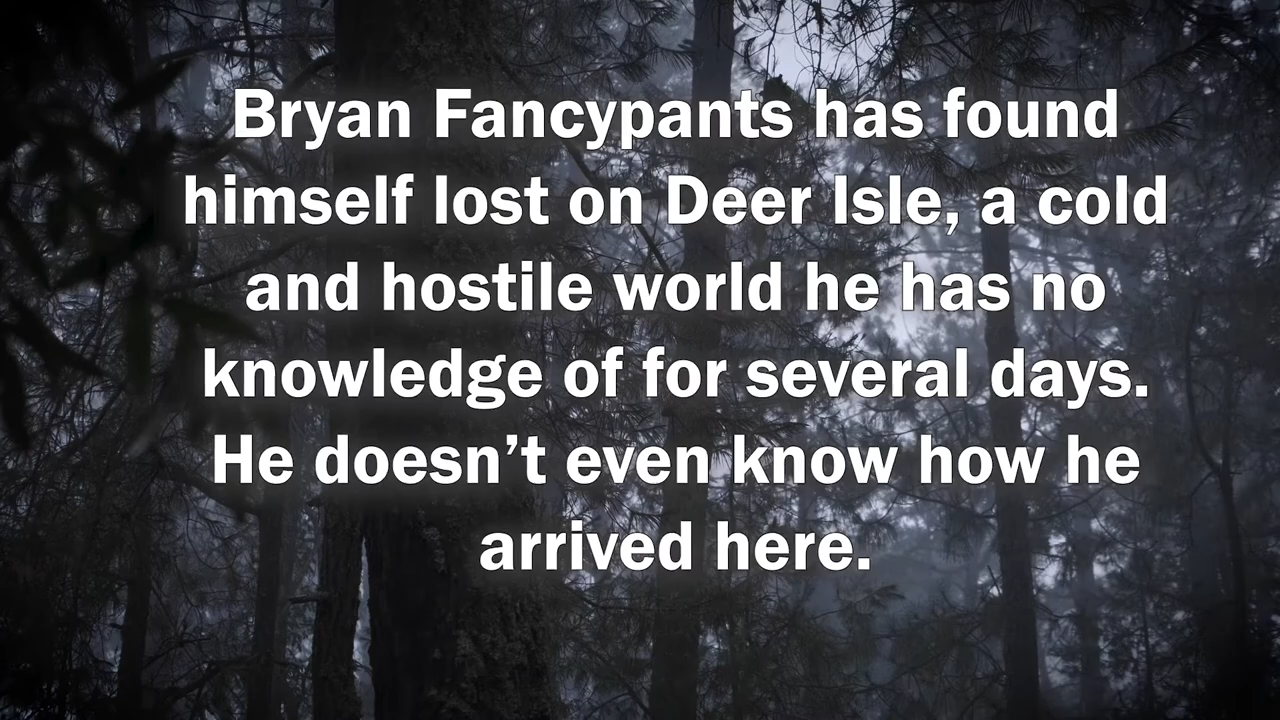 Bryan Fancypants has found
himself lost on Deer Isle, a cold
and hostile world he has no
knowledge of for several days.
He doesn’t even know how he
arrived here.